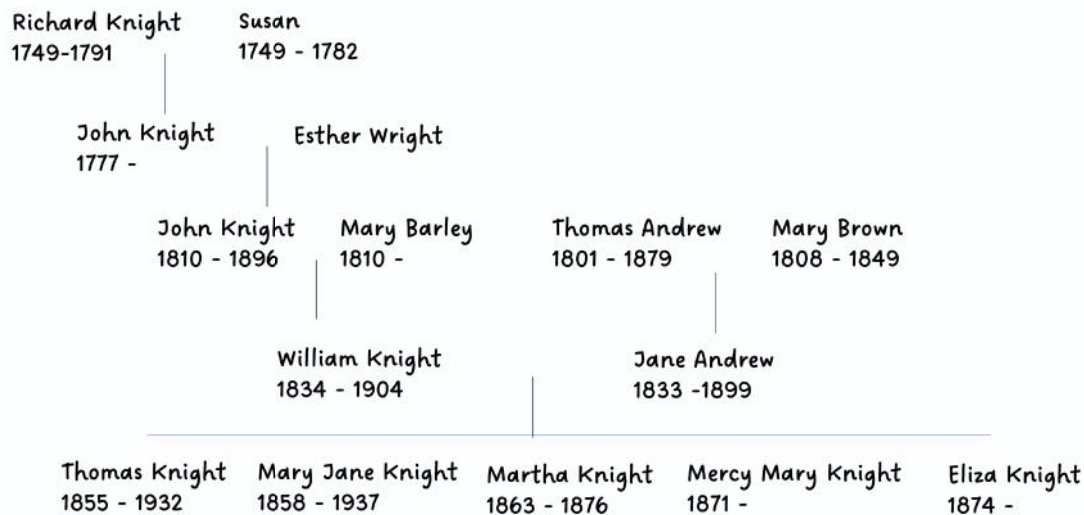 Richard Knight Susan
1749-1791 1749 - 1782
John Knight Esther Wright
1777 -
John Knight Mary Barley Thomas Andrew Mary Brown
1810 - 1896 1810 - 1801 - 1879 1808 - 1849
William Knight Jane Andrew
1834 - 1904 1833 -1899
Thomas Knight Mary Jane Knight Martha Knight Mercy Mary Knight Eliza Knight
1855 - 1932 1858 - 1937 1863 - 1876 1871 - 1874 -